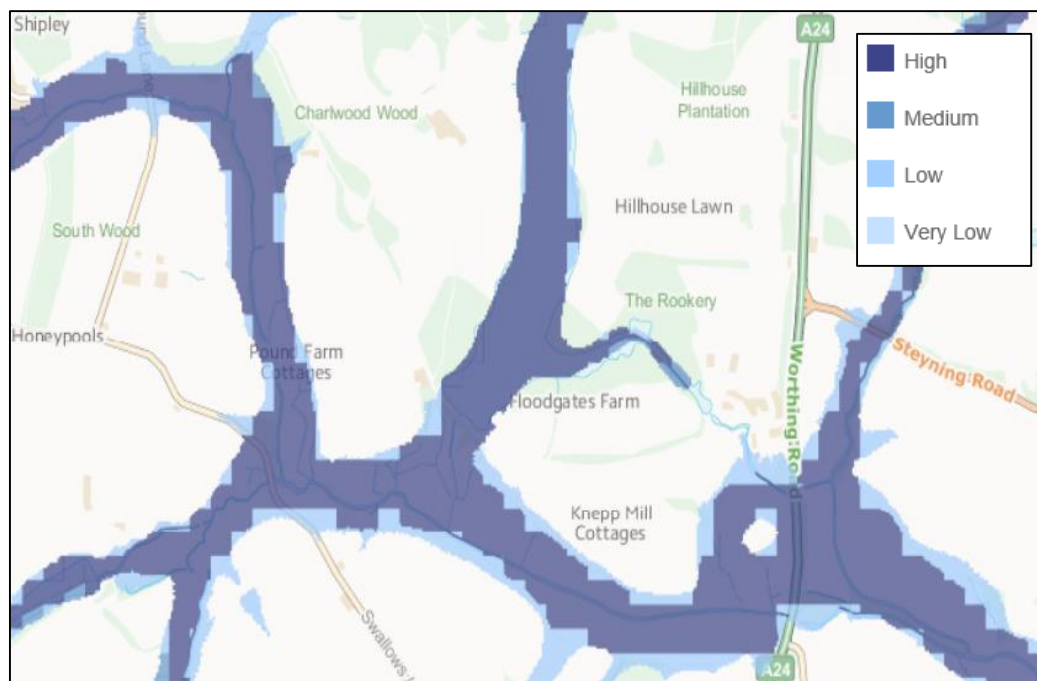 Shipley
A24
High
Medium
Low
Very Low
Charlwood Wood
Hillhouse
Plantation
Hillhouse Lawn
South Wood
The Rookery
Honeypools
Pound Farm
Cottages
Steyning Road
Floodgates Farm
Worthing Road
Knepp Mill
Cottages
Swallows
A24